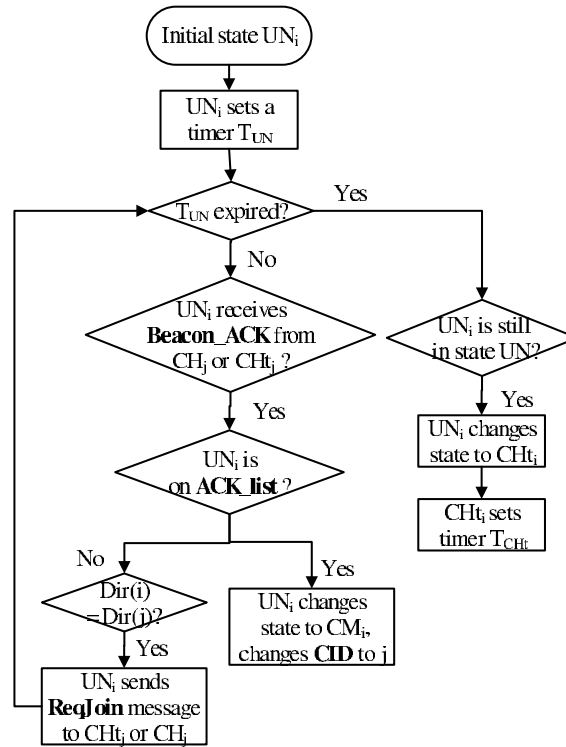 Initial state UNi
UNi sets a
timer TUN
Yes
TUN expired?
No
UNi receives
Beacon_ACK from
CHj or CHtj ?
UNi is still
in state UN?
Yes
Yes
UNi changes
state to CHti
UNi is
on ACK_list ?
CHti sets
timer TCHt
No
Yes
Dir(i)
=Dir(j)?
UNi changes
state to CMi,
changes CID to j
Yes
UNi sends
ReqJoin message
to CHtj or CHj